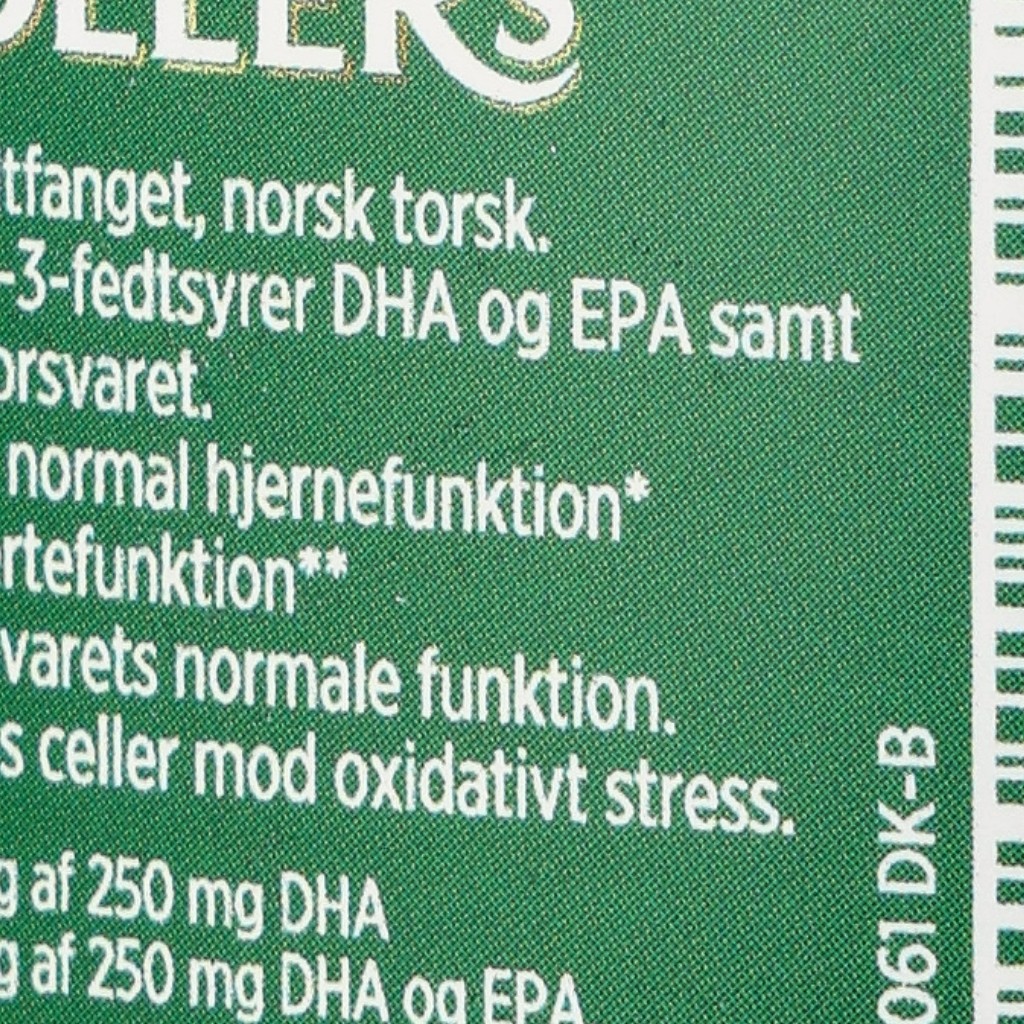 tfanget, norsk torsk.
-3-fedtsyrer DHA og EPA samt
orsvaret.
normal hjernefunktion*
rtefunktion**
varets normale funktion.
s celler mod oxidativt stress.
g af 250 mg DHA
g af 250 mg DHA og EPA
061 DK-B